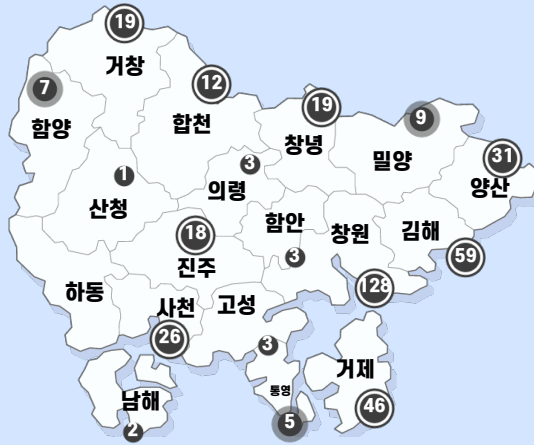 19
거창
7
함양
12
합천
19
창녕
9
밀양
31
양산
1
산청
3
의령
함안
3
창원
128
김해
59
18
진주
하동
사천
26
고성
3
통영
5
거제
46
남해
2